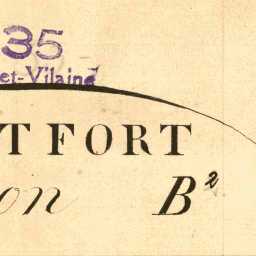 35
et-Vilaine
T FORT
on B²